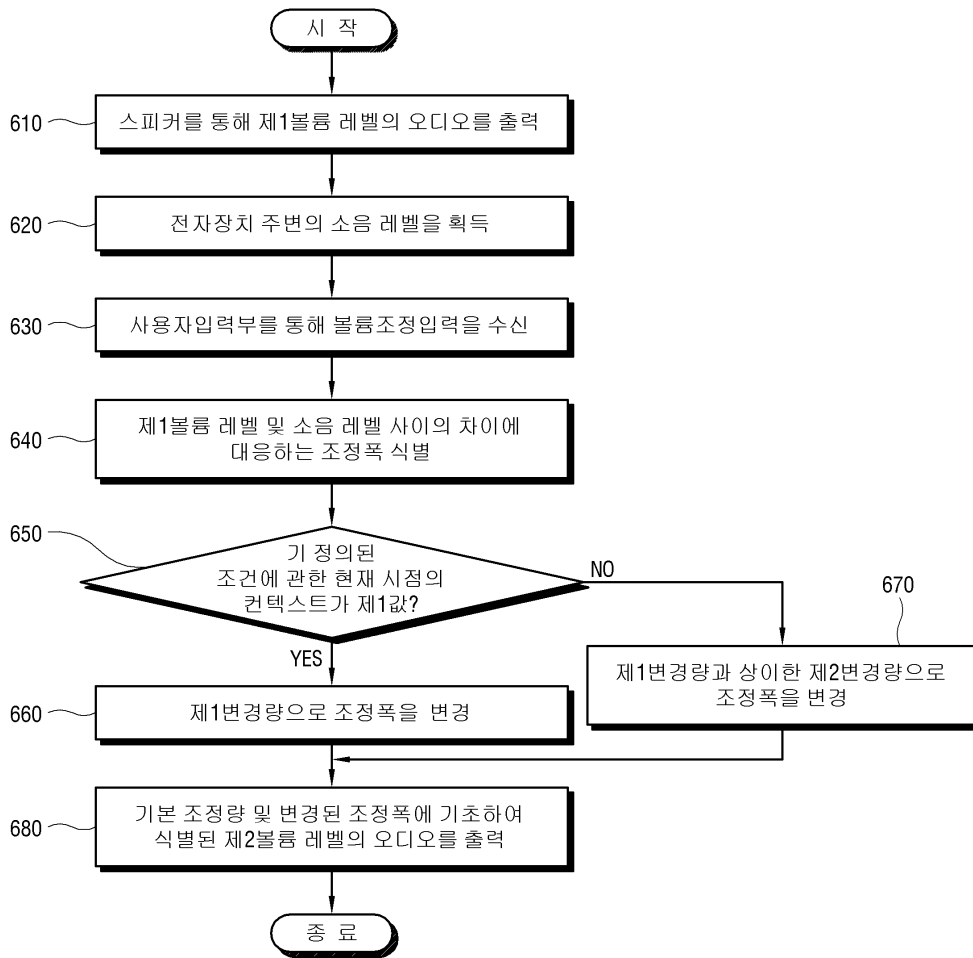 시 작
610
스피커를 통해 제1볼륨 레벨의 오디오를 출력
620
전자장치 주변의 소음 레벨을 획득
630
사용자입력부를 통해 볼륨조정입력을 수신
640
제1볼륨 레벨 및 소음 레벨 사이의 차이에
대응하는 조정폭 식별
650
기 정의된
조건에 관한 현재 시점의
컨텍스트가 제1값?
NO
YES
660
제1변경량으로 조정폭을 변경
670
제1변경량과 상이한 제2변경량으로
조정폭을 변경
680
기본 조정량 및 변경된 조정폭에 기초하여
식별된 제2볼륨 레벨의 오디오를 출력
종 료